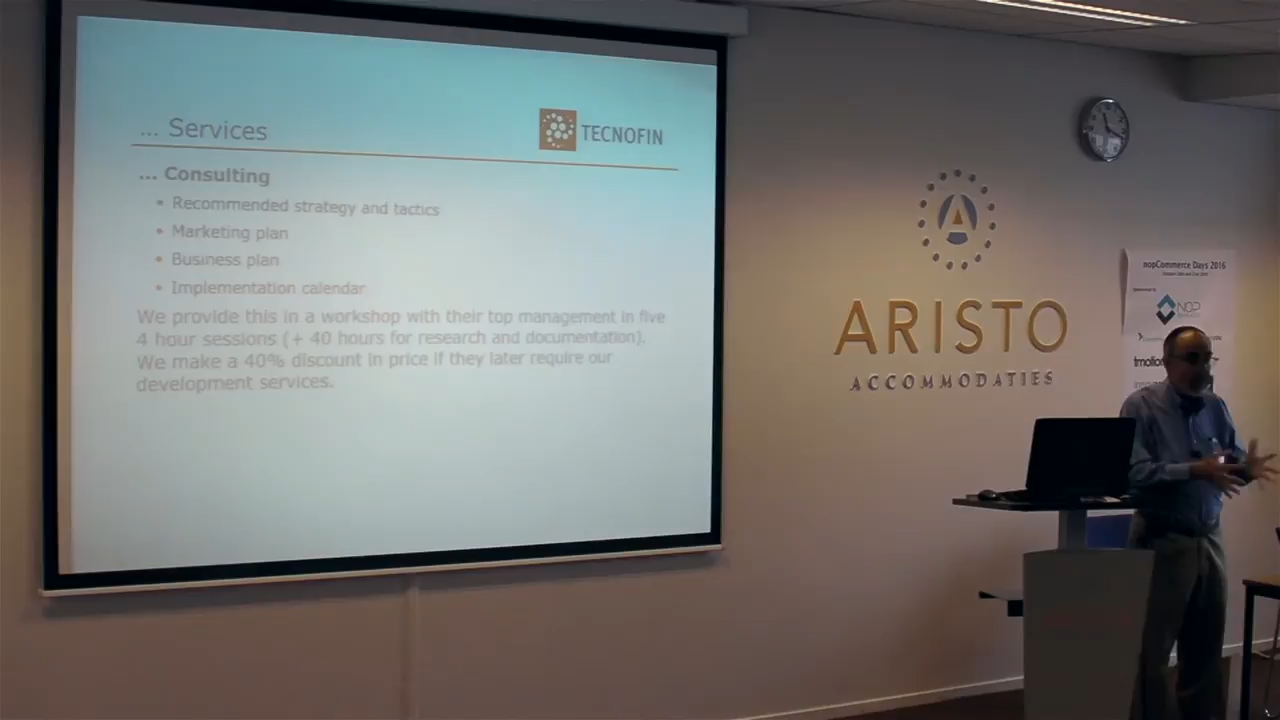 ... Services
TECNOFIN
... Consulting
• Recommended strategy and tactics
• Marketing plan
• Business plan
• Implementation calendar
We provide this in a workshop with their top management in five
4 hour sessions (+ 40 hours for research and documentation).
We make a 40% discount in price if they later require our
development services.
ARISTO
ACCOMMODATIES
nopCommerce Days 2016
NOP